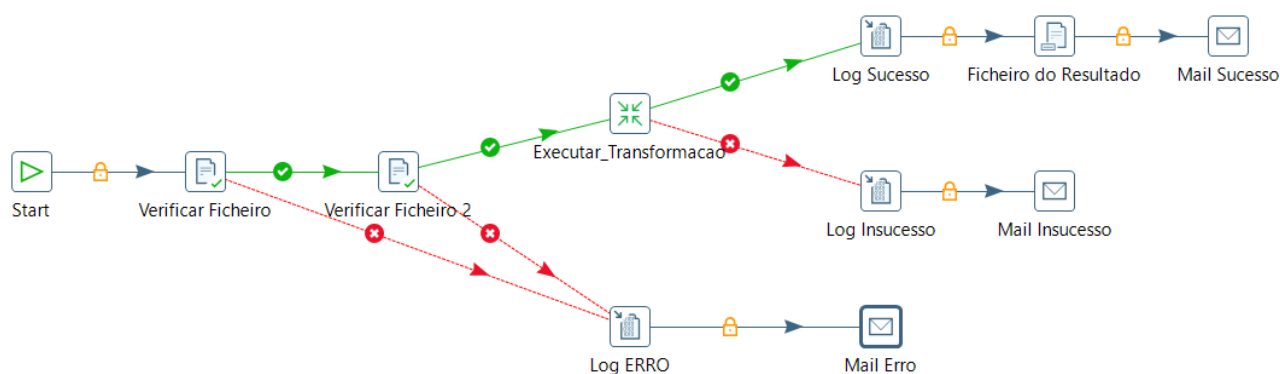 Log Sucesso
Ficheiro do Resultado
Mail Sucesso
Executar_Transformacao
Start
Verificar Ficheiro
Verificar Ficheiro 2
Log Insucesso
Mail Insucesso
Log ERRO
Mail Erro